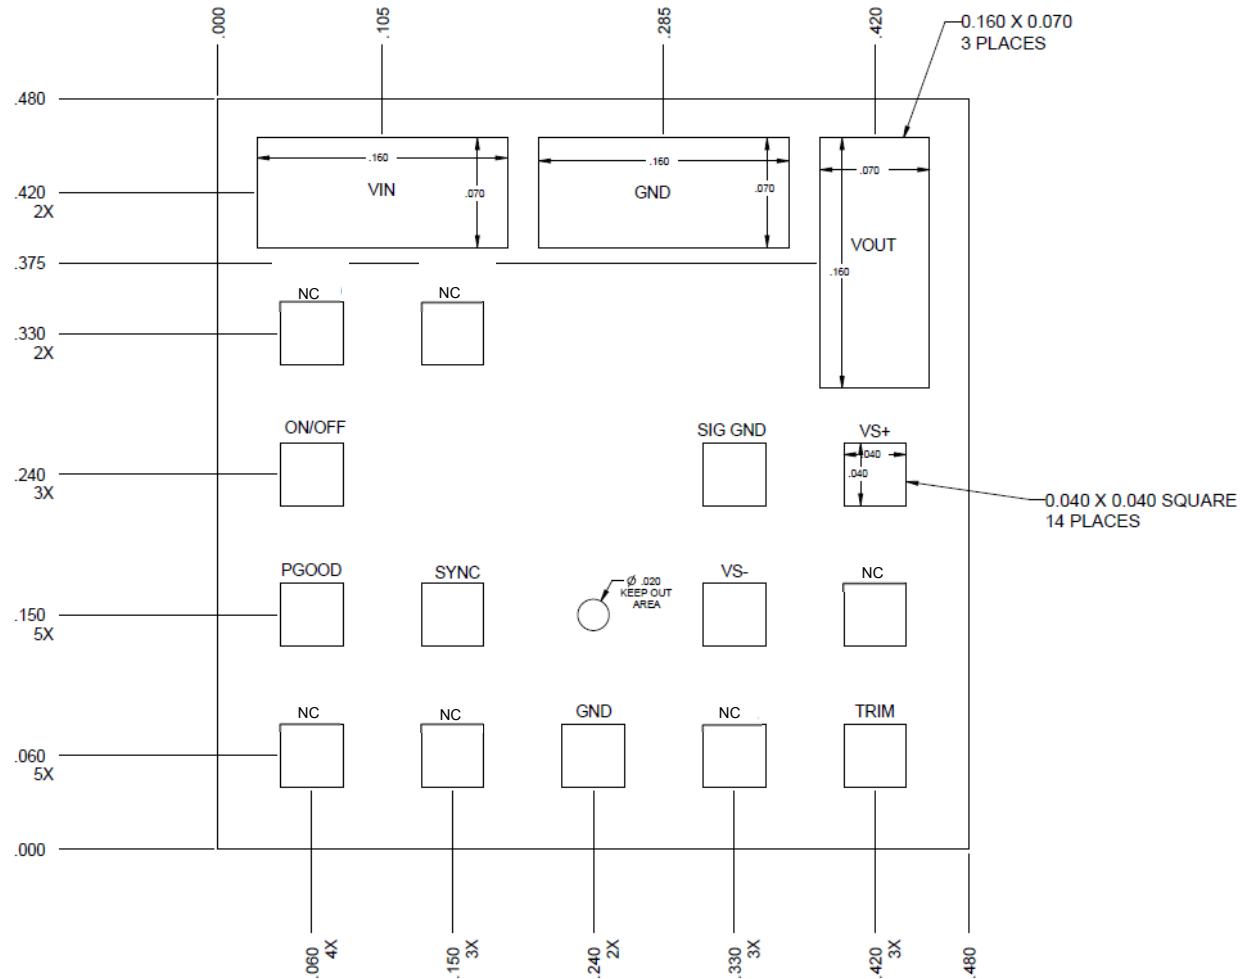 .000
.105
.285
.420
0.160 X 0.070
3 PLACES
.480
.160
.160
.070
.420
2X
VIN
.070
GND
.070
VOUT
.375
.160
NC
NC
.330
2X
ON/OFF
SIG GND
VS+
.040
.040
.240
3X
0.040 X 0.040 SQUARE
14 PLACES
PGOOD
SYNC
Ø .020
KEEP OUT
AREA
VS-
NC
.150
5X
NC
NC
GND
NC
TRIM
.060
5X
.000
.060
4X
.150
3X
.240
2X
.330
3X
.420
3X
.480